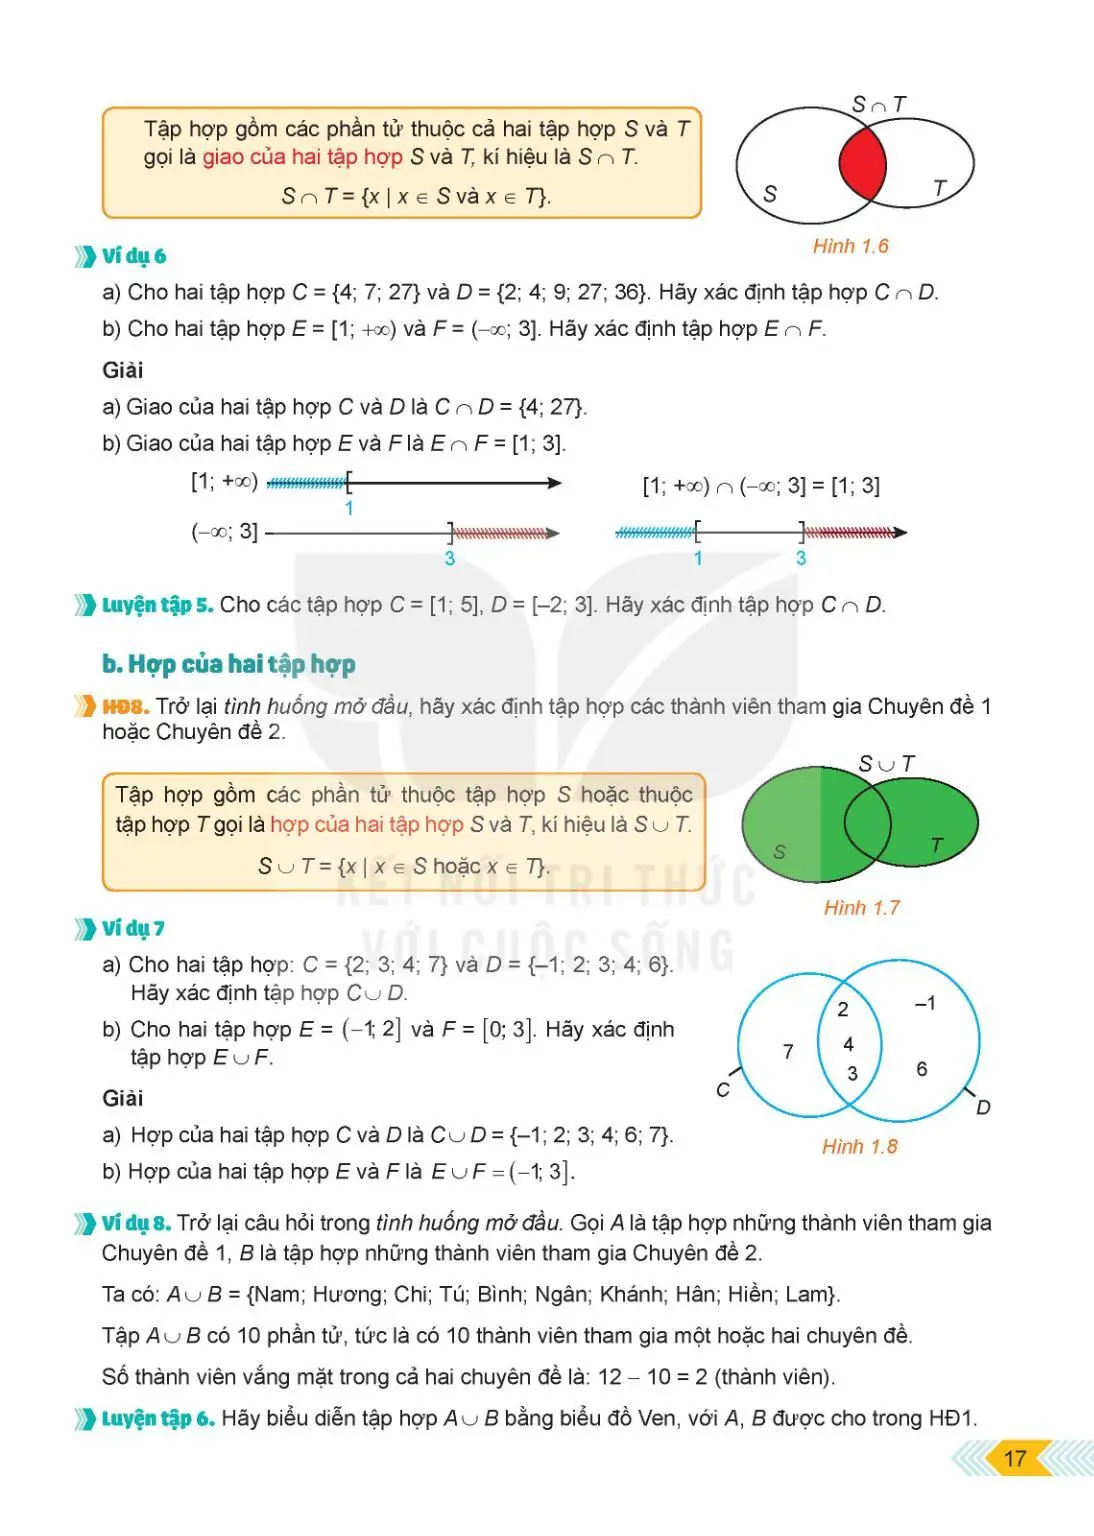 S ∩ T
Tập hợp gồm các phần tử thuộc cả hai tập hợp S và T
gọi là giao của hai tập hợp S và T, kí hiệu là S ∩ T.
S ∩ T = {x | x ∈ S và x ∈ T}.
S
T
Hình 1.6
Ví dụ 6
a) Cho hai tập hợp C = {4; 7; 27} và D = {2; 4; 9; 27; 36}. Hãy xác định tập hợp C ∩ D.
b) Cho hai tập hợp E = [1; +∞) và F = (–∞; 3]. Hãy xác định tập hợp E ∩ F.
Giải
a) Giao của hai tập hợp C và D là C ∩ D = {4; 27}.
b) Giao của hai tập hợp E và F là E ∩ F = [1; 3].
[1; +∞)
1
(–∞; 3]
3
[1; +∞) ∩ (–∞; 3] = [1; 3]
1 3
Luyện tập 5. Cho các tập hợp C = [1; 5], D = [–2; 3]. Hãy xác định tập hợp C ∩ D.
b. Hợp của hai tập hợp
HĐ8. Trở lại tình huống mở đầu, hãy xác định tập hợp các thành viên tham gia Chuyên đề 1
hoặc Chuyên đề 2.
S ∪ T
Tập hợp gồm các phần tử thuộc tập hợp S hoặc thuộc
tập hợp T gọi là hợp của hai tập hợp S và T, kí hiệu là S ∪ T.
S ∪ T = {x | x ∈ S hoặc x ∈ T}.
S
T
Hình 1.7
KẾT NỐI TRI THỨC
VỚI CUỘC SỐNG
Ví dụ 7
a) Cho hai tập hợp: C = {2; 3; 4; 7} và D = {–1; 2; 3; 4; 6}.
Hãy xác định tập hợp C ∪ D.
b) Cho hai tập hợp E = (–1; 2] và F = [0; 3]. Hãy xác định
tập hợp E ∪ F.
Giải
a) Hợp của hai tập hợp C và D là C ∪ D = {–1; 2; 3; 4; 6; 7}.
b) Hợp của hai tập hợp E và F là E ∪ F = (–1; 3].
2
–1
7
4
3
6
C
D
Hình 1.8
Ví dụ 8. Trở lại câu hỏi trong tình huống mở đầu. Gọi A là tập hợp những thành viên tham gia
Chuyên đề 1, B là tập hợp những thành viên tham gia Chuyên đề 2.
Ta có: A ∪ B = {Nam; Hương; Chi; Tú; Bình; Ngân; Khánh; Hân; Hiền; Lam}.
Tập A ∪ B có 10 phần tử, tức là có 10 thành viên tham gia một hoặc hai chuyên đề.
Số thành viên vắng mặt trong cả hai chuyên đề là: 12 – 10 = 2 (thành viên).
Luyện tập 6. Hãy biểu diễn tập hợp A ∪ B bằng biểu đồ Ven, với A, B được cho trong HĐ1.
17